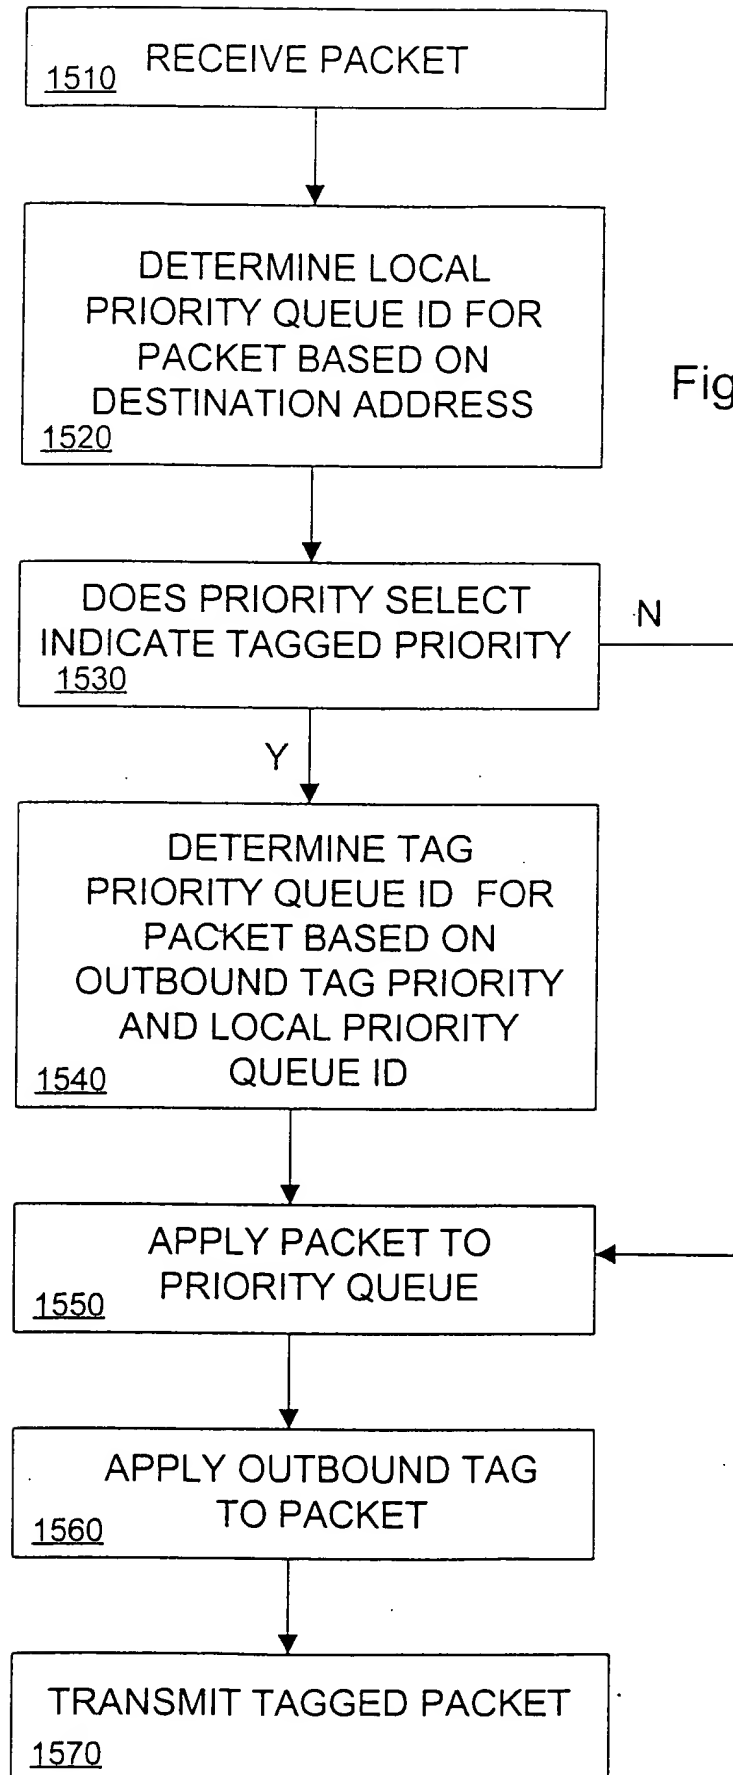 RECEIVE PACKET
1510
DETERMINE LOCAL
PRIORITY QUEUE ID FOR
PACKET BASED ON
DESTINATION ADDRESS
1520
Fig
DOES PRIORITY SELECT
INDICATE TAGGED PRIORITY
1530
N
Y
DETERMINE TAG
PRIORITY QUEUE ID FOR
PACKET BASED ON
OUTBOUND TAG PRIORITY
AND LOCAL PRIORITY
QUEUE ID
1540
APPLY PACKET TO
PRIORITY QUEUE
1550
APPLY OUTBOUND TAG
TO PACKET
1560
TRANSMIT TAGGED PACKET
1570